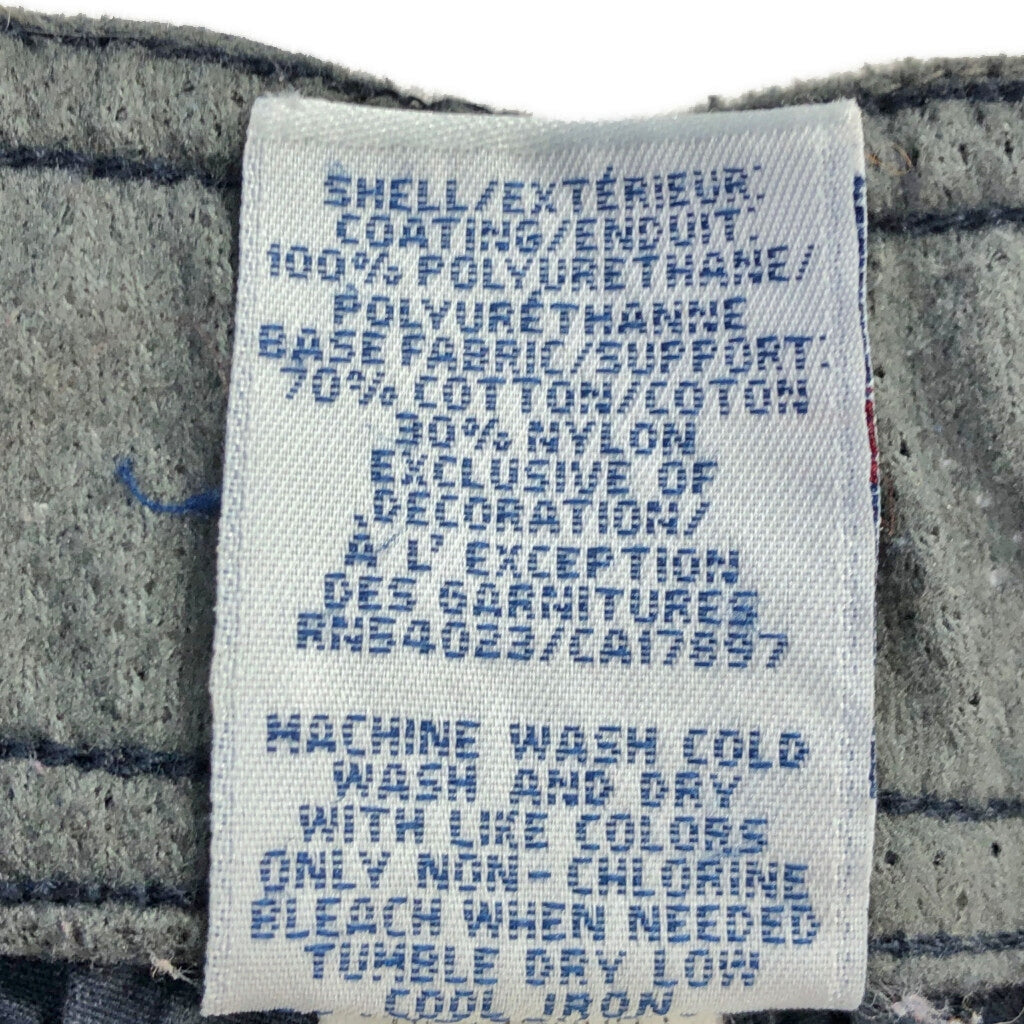 SHELL/EXTÉRIEUR:
COATING/ENDUIT:
100% POLYURETHANE/
POLYURÉTHANNE
BASE FABRIC/SUPPORT:
70% COTTON/COTON
30% NYLON
EXCLUSIVE OF
DECORATION/
À L' EXCEPTION
DES GARNITURES
MACHINE WASH COLD
WASH AND DRY
WITH LIKE COLORS
ONLY NON-CHLORINE
BLEACH WHEN NEEDED
TUMBLE DRY LOW
COOL IRON